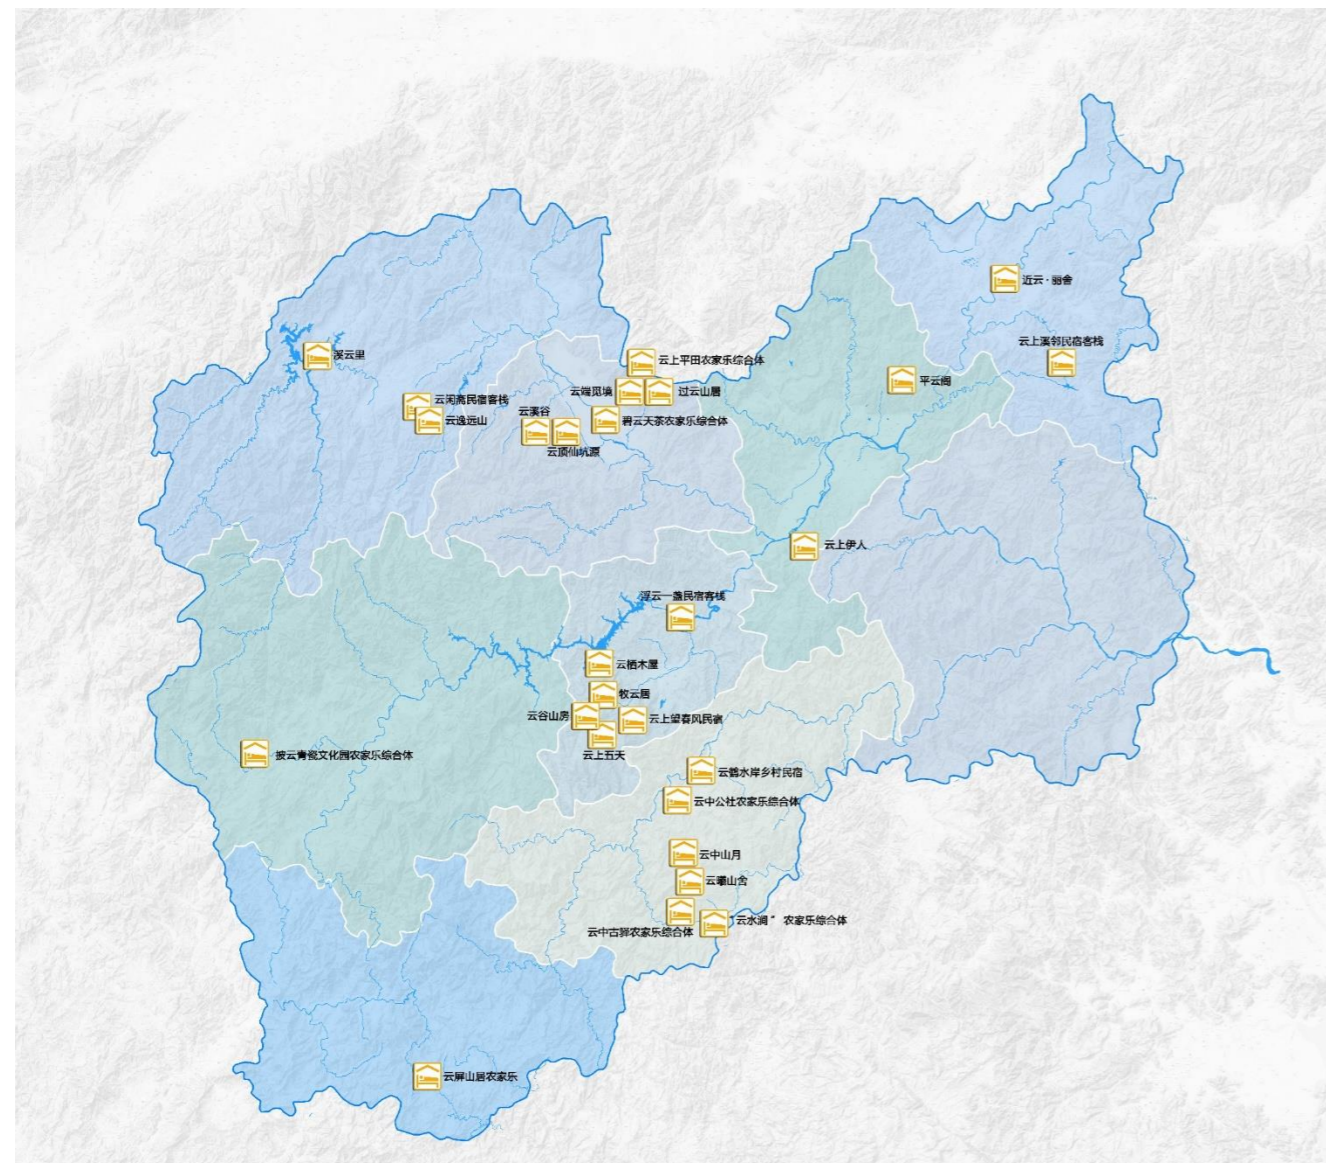 近云·丽舍
云上溪邻民宿客栈
溪云里
云上平田农家乐综合体
平云阁
云端觅境
过云山居
云闲斋民宿客栈
云逸远山
云溪谷
碧云天茶农家乐综合体
云顶仙坑源
云上伊人
浮云一盏民宿客栈
云栖木屋
牧云居
云谷山房
云上望春风民宿
云上五天
披云青瓷文化园农家乐综合体
云鹤水岸乡村民宿
云中公社农家乐综合体
云中山月
云曦山舍
"云水涧" 农家乐综合体
云中古驿农家乐综合体
云屏山居农家乐